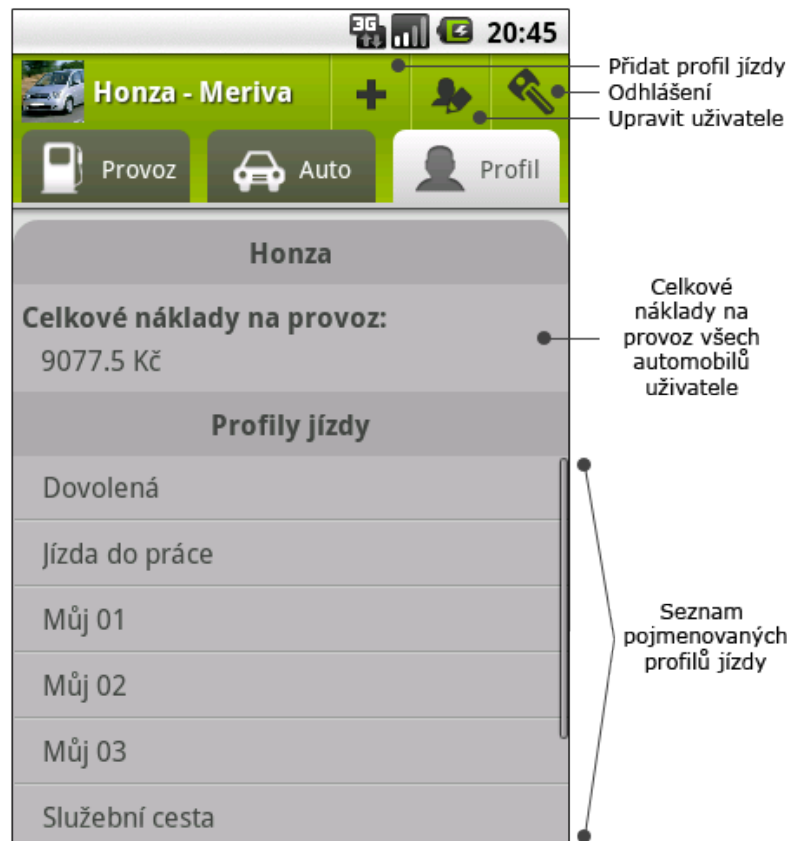 3G 20:45
Honza - Meriva
Přidat profil jízdy
Odhlášení
Upravit uživatele
Provoz Auto Profil
Honza
Celkové náklady na provoz:
9077.5 Kč
Celkové
náklady na
provoz všech
automobilů
uživatele
Profily jízdy
Dovolená
Jízda do práce
Můj 01
Můj 02
Můj 03
Služební cesta
Seznam
pojmenovaných
profilů jízdy